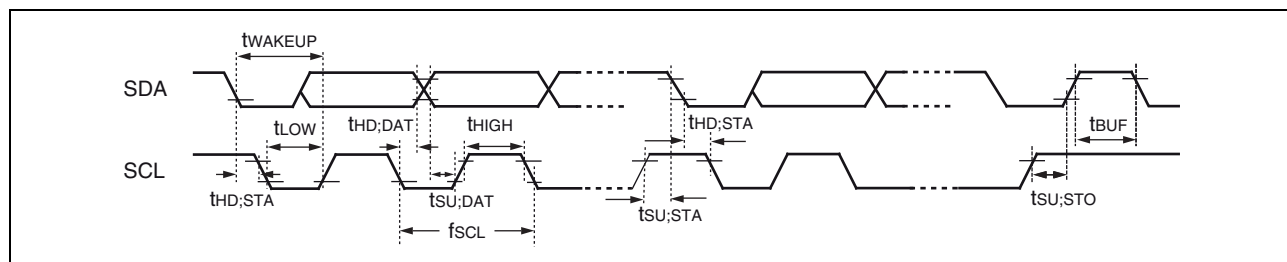 tWAKEUP
SDA
tLOW
tHD;DAT
tHIGH
tHD;STA
tBUF
SCL
tHD;STA
tSU;DAT
tSU;STA
tSU;STO
fSCL